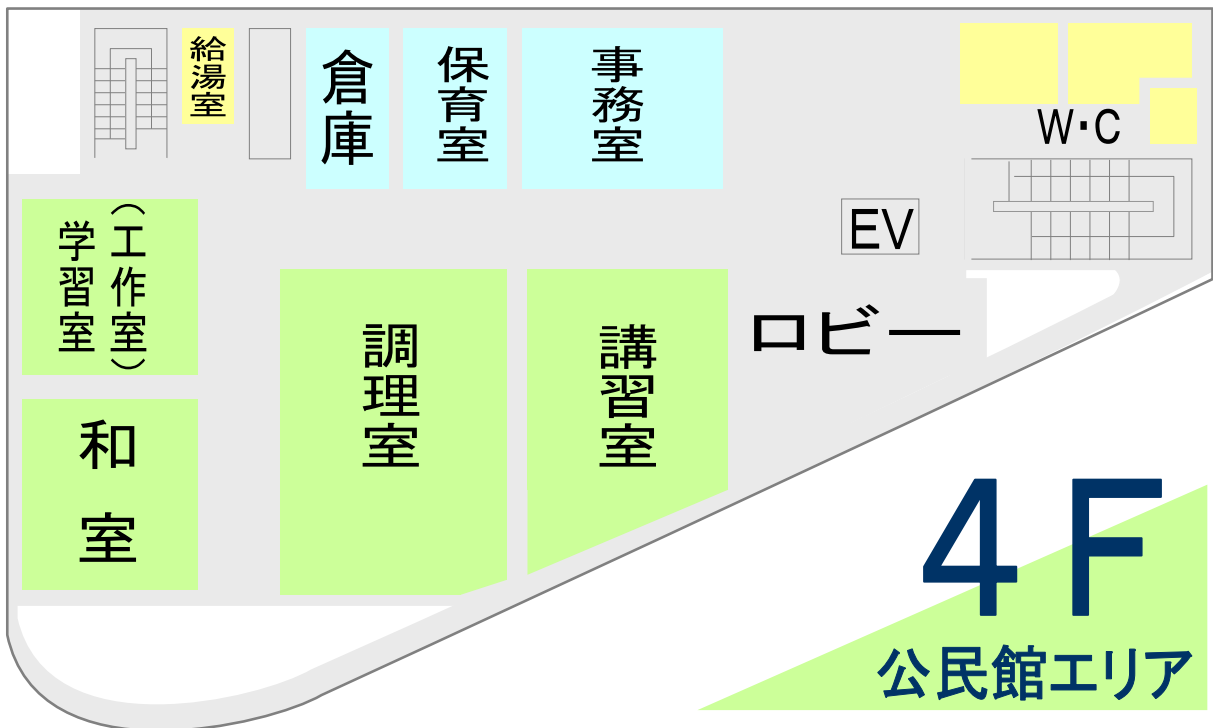 給湯室
倉庫
保育室
事務室
W・C
EV
学習室
(工作室)
調理室
講習室
ロビー
和室
4F
公民館エリア